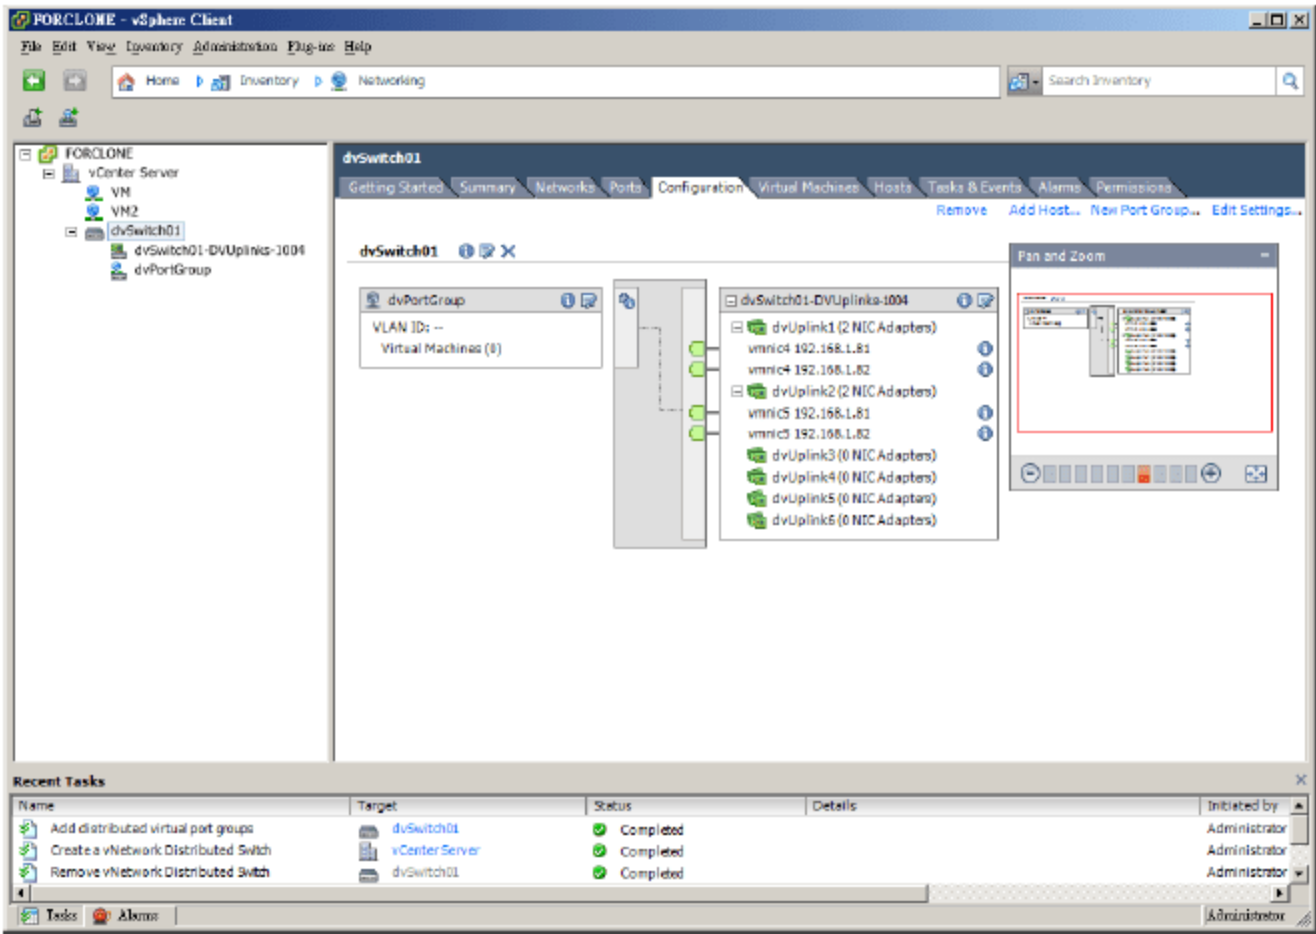 FORCLONE - vSphere Client
File Edit View Inventory Administration Plug-ins Help
Home Inventory Networking
Search Inventory
FORCLONE
vCenter Server
VM
VM2
dvSwitch01
dvSwitch01-DVUplinks-1004
dvPortGroup
dvSwitch01
Getting Started Summary Networks Ports Configuration Virtual Machines Hosts Tasks & Events Alarms Permissions
Remove Add Host... New Port Group... Edit Settings...
dvSwitch01
dvPortGroup
VLAN ID: --
Virtual Machines (0)
dvSwitch01-DVUplinks-1004
dvUplink1 (2 NIC Adapters)
vmnic4 192.168.1.81
vmnic4 192.168.1.82
dvUplink2 (2 NIC Adapters)
vmnic5 192.168.1.81
vmnic5 192.168.1.82
dvUplink3 (0 NIC Adapters)
dvUplink4 (0 NIC Adapters)
dvUplink5 (0 NIC Adapters)
dvUplink6 (0 NIC Adapters)
Pan and Zoom
Recent Tasks
Name Target Status Details Initiated by
Add distributed virtual port groups dvSwitch01 Completed Administrator
Create a vNetwork Distributed Switch vCenter Server Completed Administrator
Remove vNetwork Distributed Switch dvSwitch01 Completed Administrator
Tasks Alarms Administrator